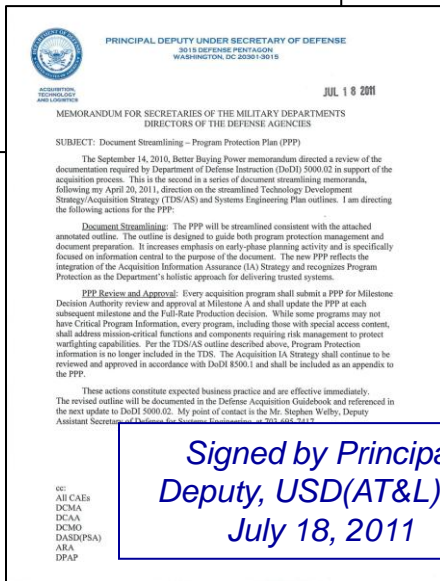 PRINCIPAL DEPUTY UNDER SECRETARY OF DEFENSE
3015 DEFENSE PENTAGON
WASHINGTON, DC 20301-3015
ACQUISITION,
TECHNOLOGY
AND LOGISTICS
JUL 18 2011
MEMORANDUM FOR SECRETARIES OF THE MILITARY DEPARTMENTS
DIRECTORS OF THE DEFENSE AGENCIES
SUBJECT: Document Streamlining – Program Protection Plan (PPP)
The September 14, 2010, Better Buying Power memorandum directed a review of the
documentation required by Department of Defense Instruction (DoDI) 5000.02 in support of the
acquisition process. This is the second in a series of document streamlining memoranda,
following my April 20, 2011, direction on the streamlined Technology Development
Strategy/Acquisition Strategy (TDS/AS) and Systems Engineering Plan outlines. I am directing
the following actions for the PPP:
Document Streamlining: The PPP will be streamlined consistent with the attached
annotated outline. The outline is designed to guide both program protection management and
document preparation. It increases emphasis on early-phase planning activity and is specifically
focused on information central to the purpose of the document. The new PPP reflects the
integration of the Acquisition Information Assurance (IA) Strategy and recognizes Program
Protection as the Department's holistic approach for delivering trusted systems.
PPP Review and Approval: Every acquisition program shall submit a PPP for Milestone
Decision Authority review and approval at Milestone A and shall update the PPP at each
subsequent milestone and the Full-Rate Production decision. While some programs may not
have Critical Program Information, every program, including those with special access content,
shall address mission-critical functions and components requiring risk management to protect
warfighting capabilities. Per the TDS/AS outline described above, Program Protection
information is no longer included in the TDS. The Acquisition IA Strategy shall continue to be
reviewed and approved in accordance with DoDI 8500.1 and shall be included as an appendix to
the PPP.
These actions constitute expected business practice and are effective immediately.
The revised outline will be documented in the Defense Acquisition Guidebook and referenced in
the next update to DoDI 5000.02. My point of contact is the Mr. Stephen Welby, Deputy
Assistant Secretary of Defense for Systems Engineering, at 703-695-7417
Signed by Principa
Deputy, USD(AT&L)
July 18, 2011
cc:
All CAEs
DCMA
DCAA
DCMO
DASD(PSA)
ARA
DPAP